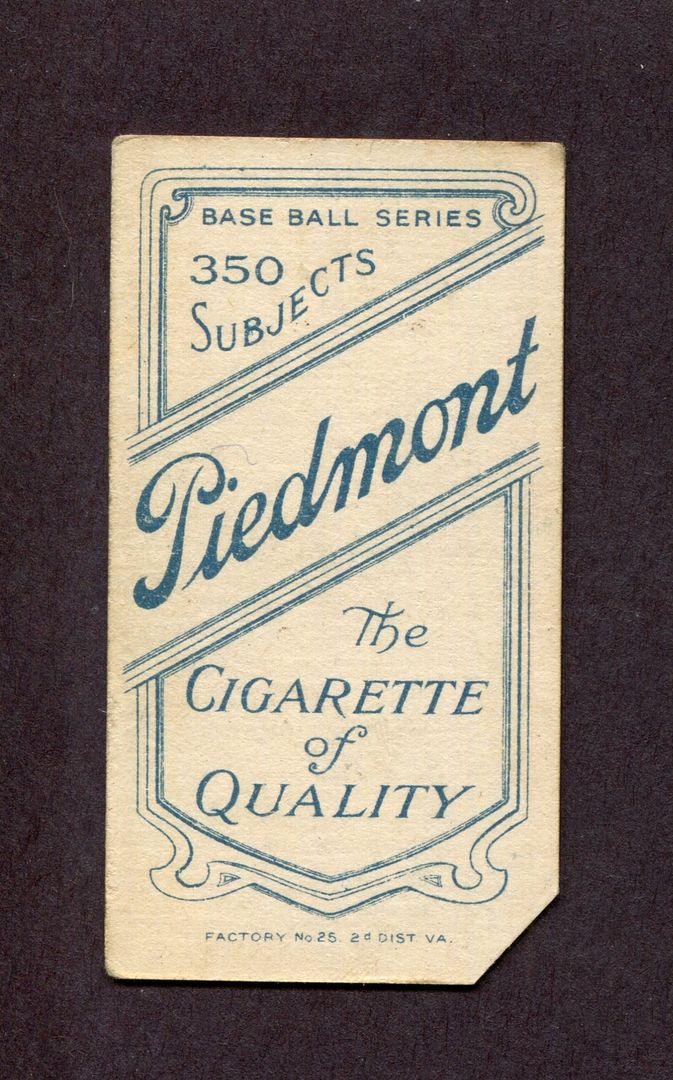 BASE BALL SERIES
350
SUBJECTS
Piedmont
The
CIGARETTE
of
QUALITY
FACTORY No 25. 2d DIST. VA.